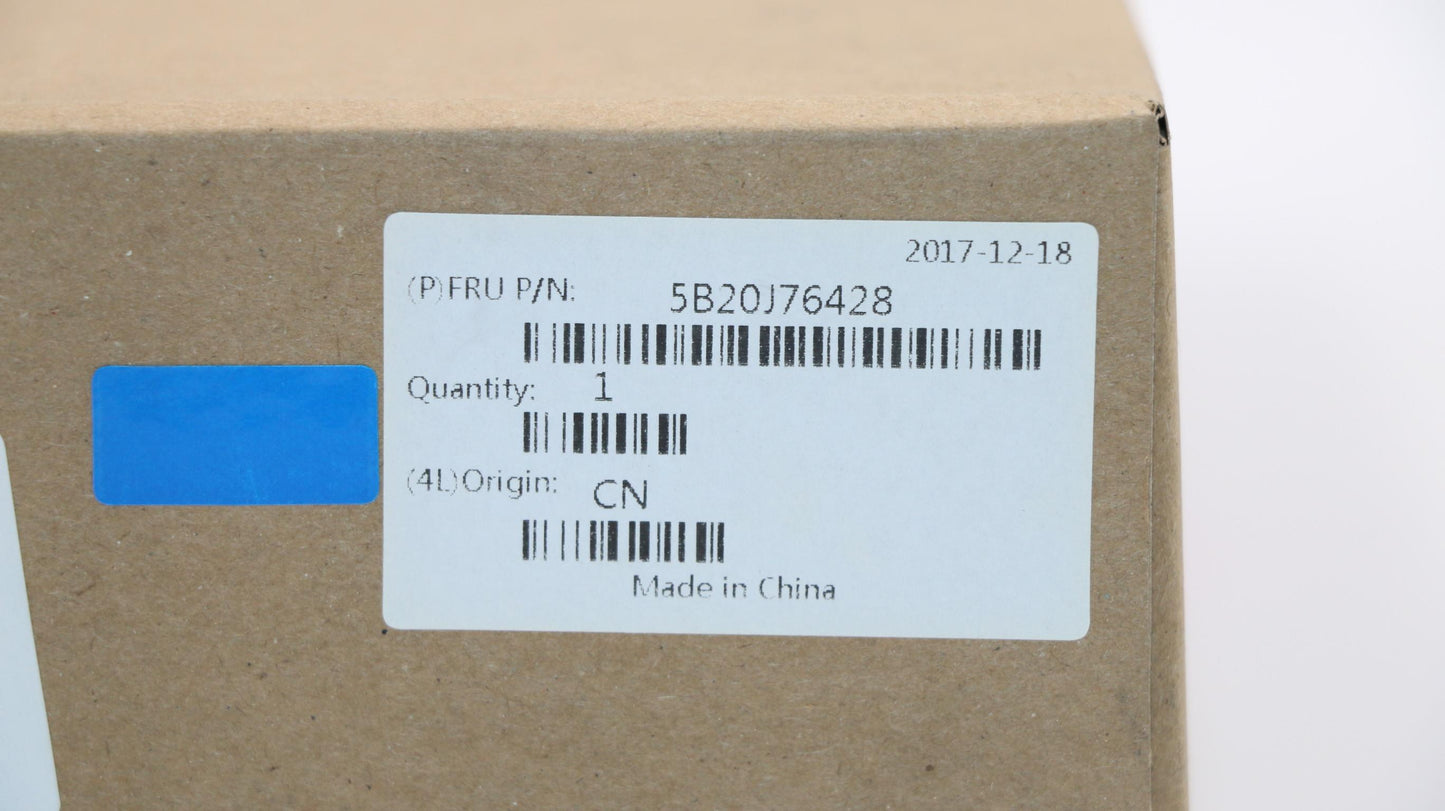 2017-12-18
(P)FRU P/N: 5B20J76428
Quantity: 1
(4L)Origin: CN
Made in China